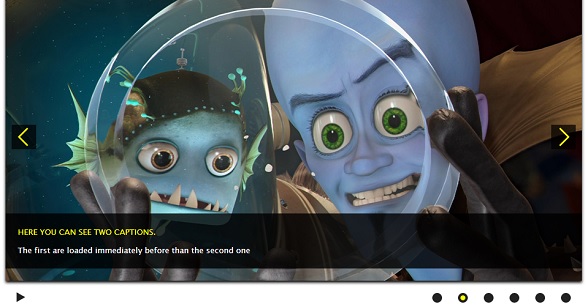 HERE YOU CAN SEE TWO CAPTIONS.
The first are loaded immediately before than the second one